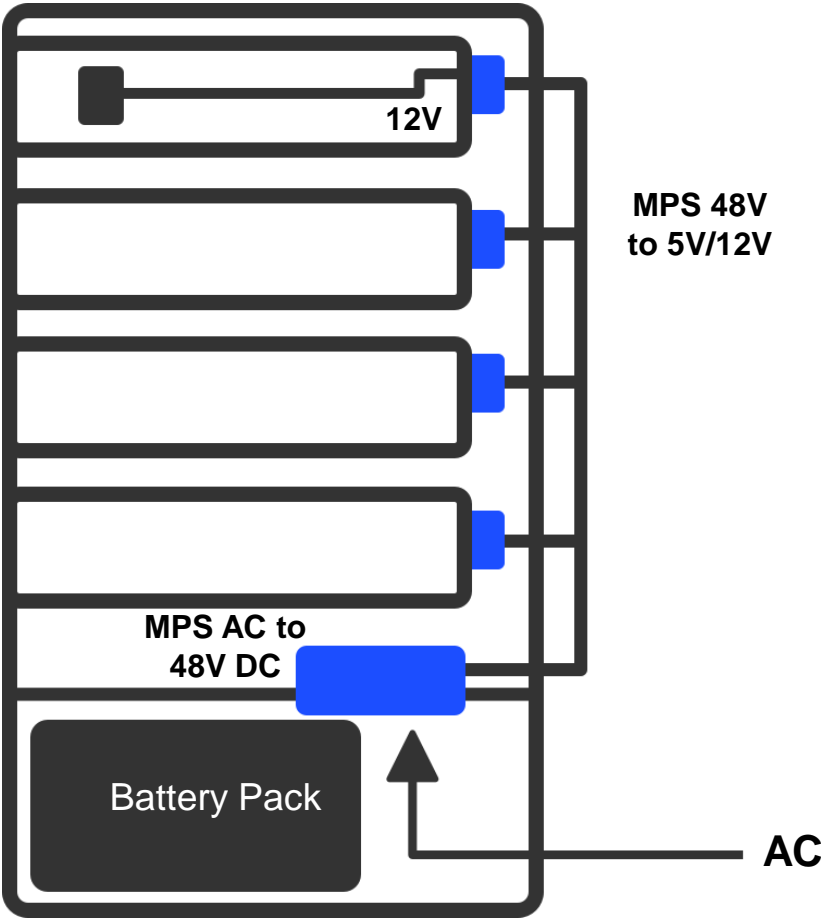 12V
MPS 48V
to 5V/12V
MPS AC to
48V DC
Battery Pack
AC